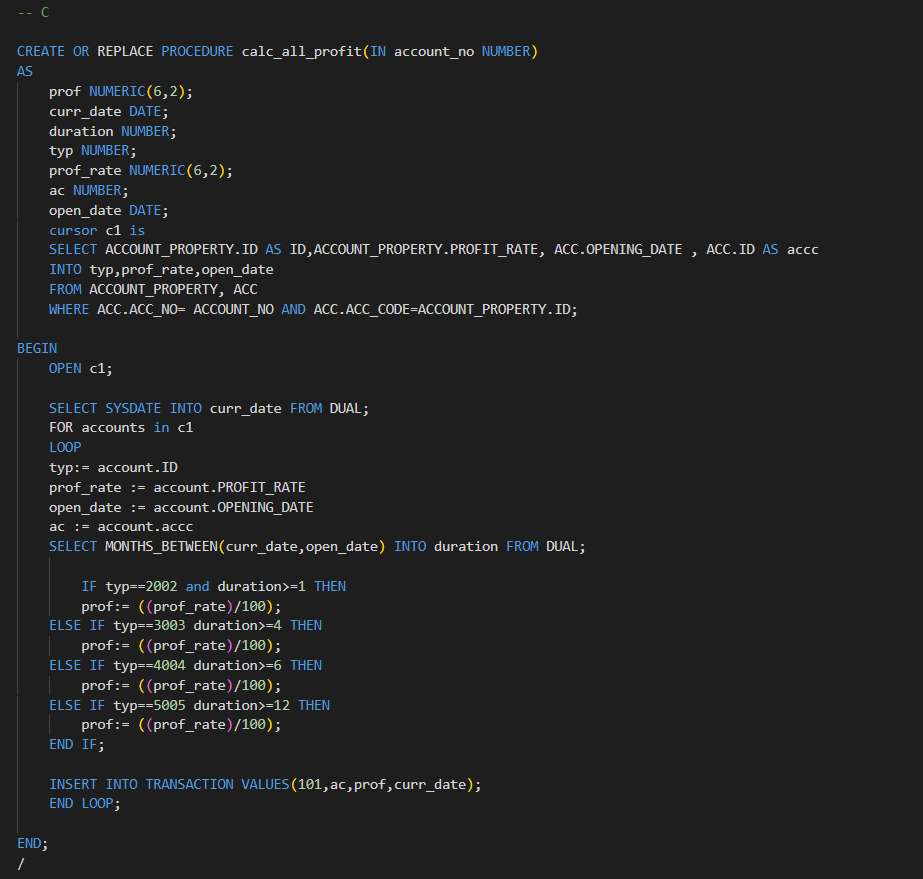 -- C
CREATE OR REPLACE PROCEDURE calc_all_profit(IN account_no NUMBER)
AS
prof NUMERIC(6,2);
curr_date DATE;
duration NUMBER;
typ NUMBER;
prof_rate NUMERIC(6,2);
ac NUMBER;
open_date DATE;
cursor c1 is
SELECT ACCOUNT_PROPERTY.ID AS ID,ACCOUNT_PROPERTY.PROFIT_RATE, ACC.OPENING_DATE , ACC.ID AS accc
INTO typ,prof_rate,open_date
FROM ACCOUNT_PROPERTY, ACC
WHERE ACC.ACC_NO= ACCOUNT_NO AND ACC.ACC_CODE=ACCOUNT_PROPERTY.ID;
BEGIN
OPEN c1;
SELECT SYSDATE INTO curr_date FROM DUAL;
FOR accounts in c1
LOOP
typ:= account.ID
prof_rate := account.PROFIT_RATE
open_date := account.OPENING_DATE
ac := account.accc
SELECT MONTHS_BETWEEN(curr_date,open_date) INTO duration FROM DUAL;
IF typ==2002 and duration>=1 THEN
prof:= ((prof_rate)/100);
ELSE IF typ==3003 duration>=4 THEN
prof:= ((prof_rate)/100);
ELSE IF typ==4004 duration>=6 THEN
prof:= ((prof_rate)/100);
ELSE IF typ==5005 duration>=12 THEN
prof:= ((prof_rate)/100);
END IF;
INSERT INTO TRANSACTION VALUES(101,ac,prof,curr_date);
END LOOP;
END;
/